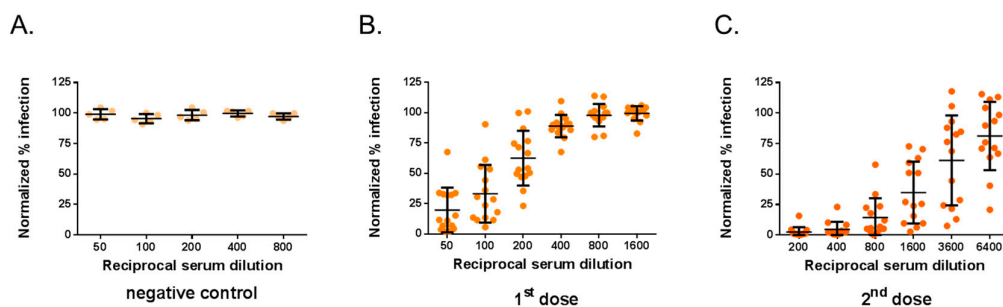 A.
Normalized % infection
125
100
75
50
25
0
50 100 200 400 800
Reciprocal serum dilution
negative control
B.
Normalized % infection
125
100
75
50
25
0
50 100 200 400 800 1600
Reciprocal serum dilution
1st dose
C.
Normalized % infection
125
100
75
50
25
0
200 400 800 1600 3600 6400
Reciprocal serum dilution
2nd dose